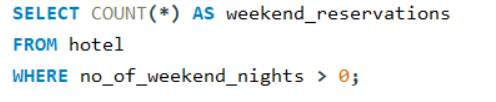 SELECT COUNT(*) AS weekend_reservations
FROM hotel
WHERE no_of_weekend_nights > 0;